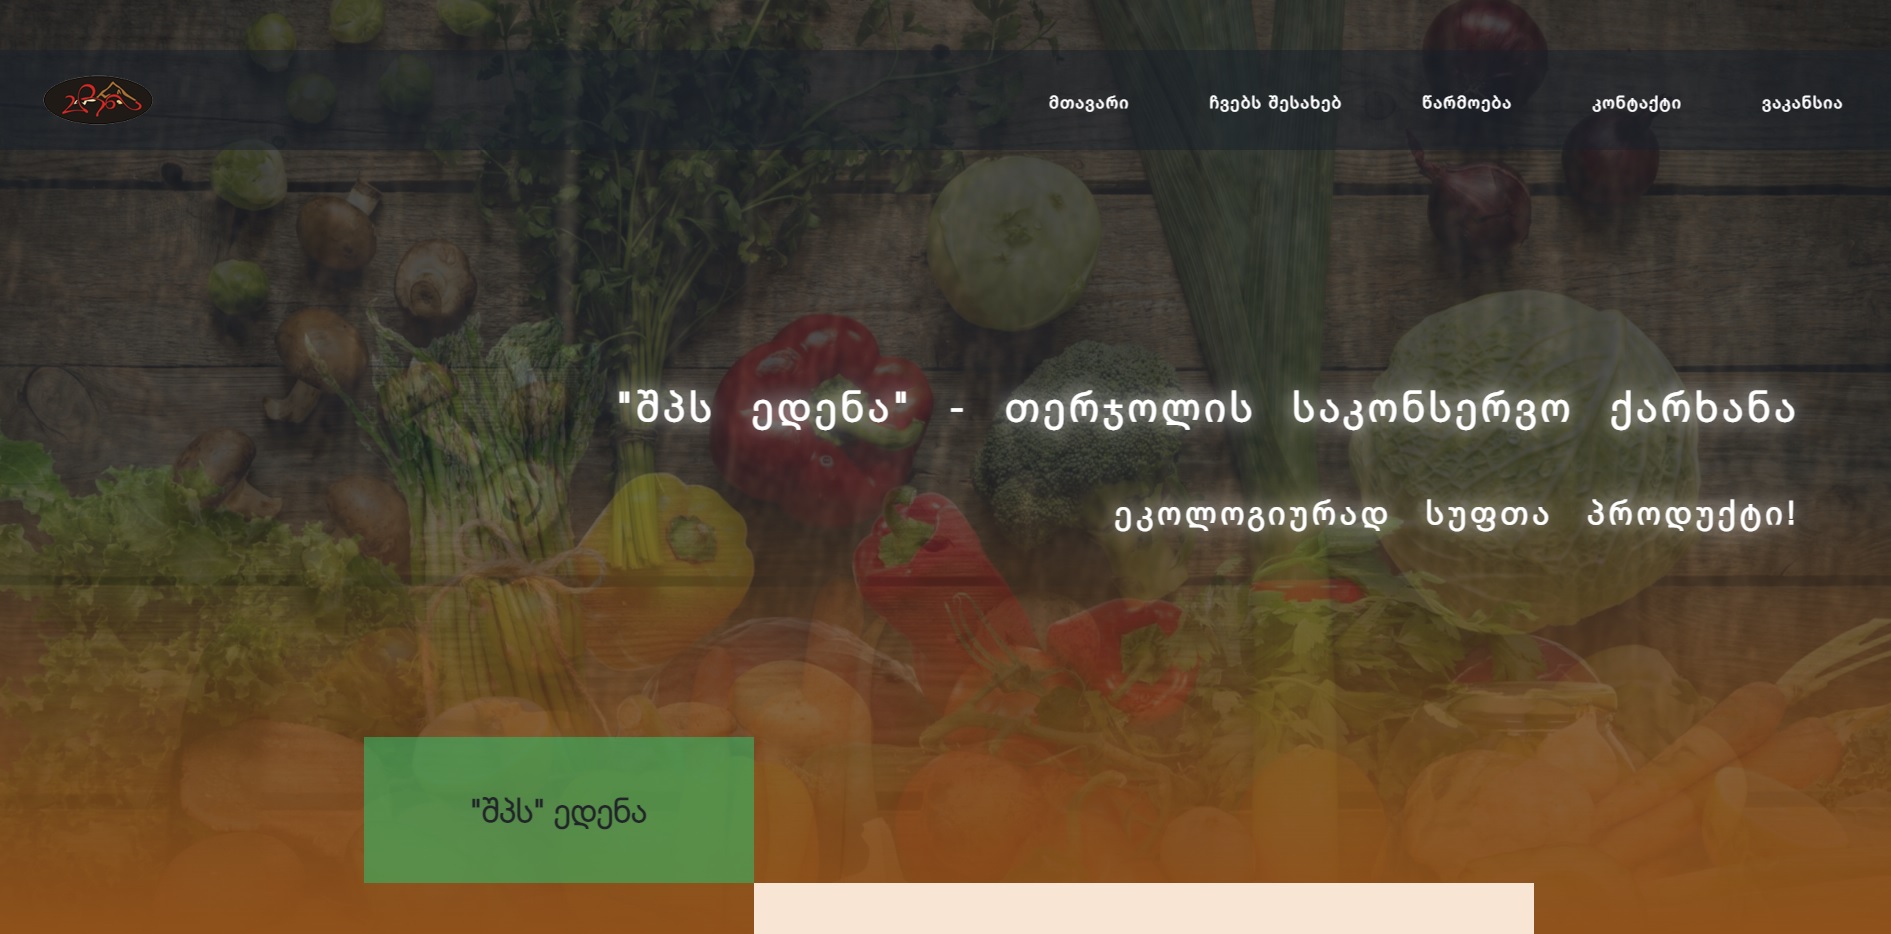 მთავარი ჩვენს შესახებ წარმოება კონტაქტი ვაკანსია
"შპს ედენა" - თერჯოლის საკონსერვო ქარხანა
ეკოლოგიურად სუფთა პროდუქტი!
"შპს" ედენა